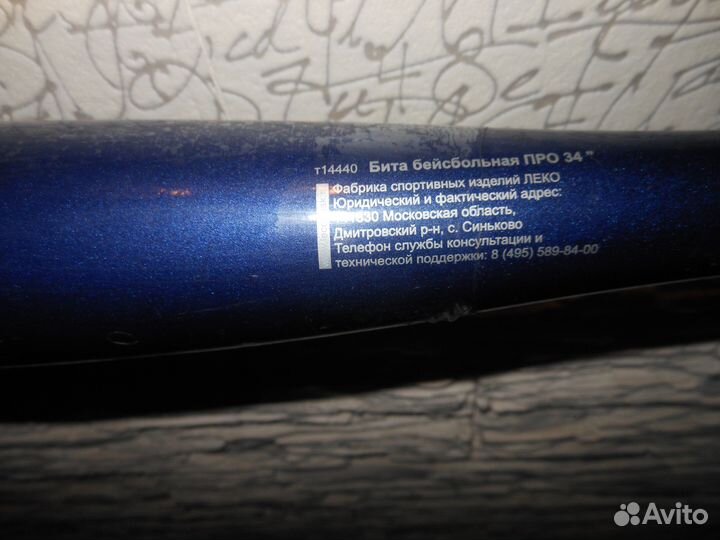 т14440 Бита бейсбольная ПРО 34"
Фабрика спортивных изделий ЛЕКО
Юридический и фактический адрес:
Московская область,
Дмитровский р-н, с. Синьково
Телефон службы консультации и
технической поддержки: 8 (495) 589-84-00
Avito